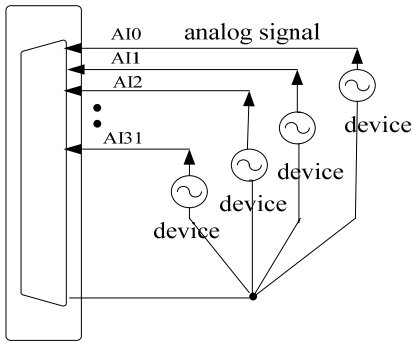 AI0 analog signal
AI1
AI2
AI31
device
device
device
device